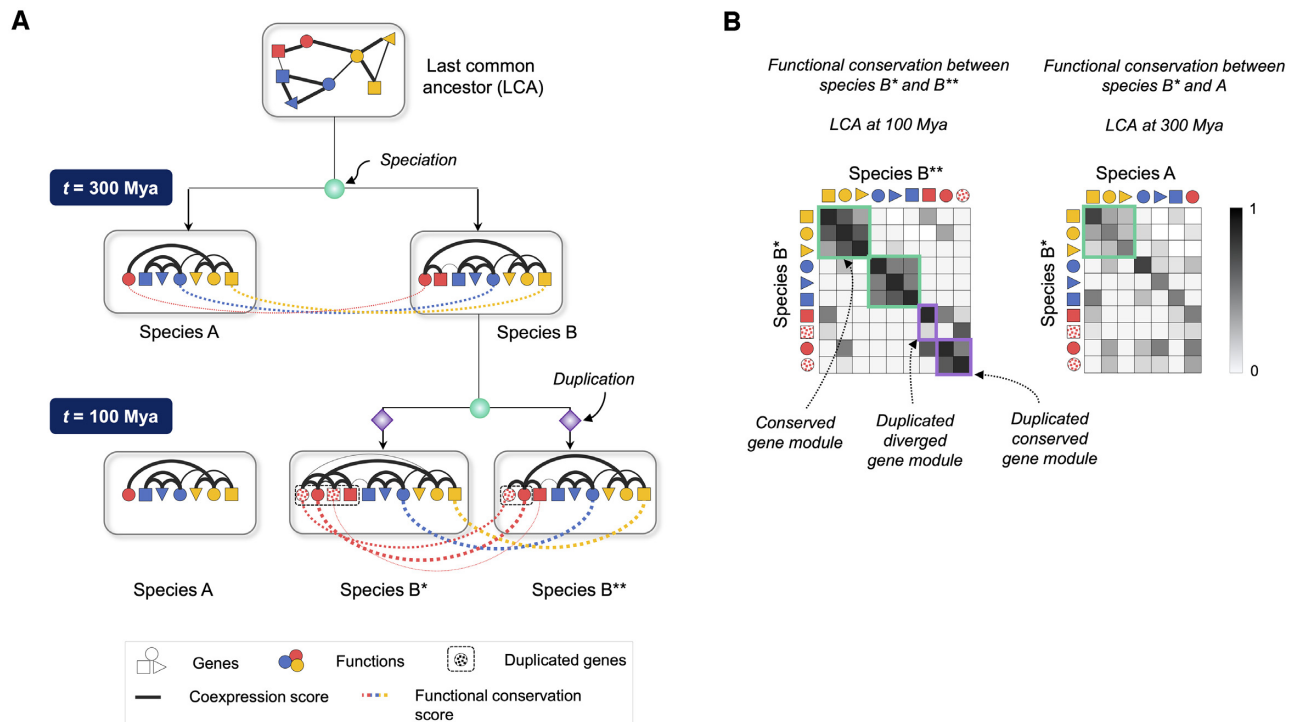 A
Last common
ancestor (LCA)
Speciation
t = 300 Mya
Species A
Species B
Duplication
t = 100 Mya
Species A
Species B*
Species B**
Genes
Functions
Duplicated genes
Coexpression score
Functional conservation
score
B
Functional conservation between
species B* and B**
LCA at 100 Mya
Species B**
Species B*
Conserved
gene module
Duplicated
diverged
gene module
Duplicated
conserved
gene module
Functional conservation between
species B* and A
LCA at 300 Mya
Species A
Species B*
1
0